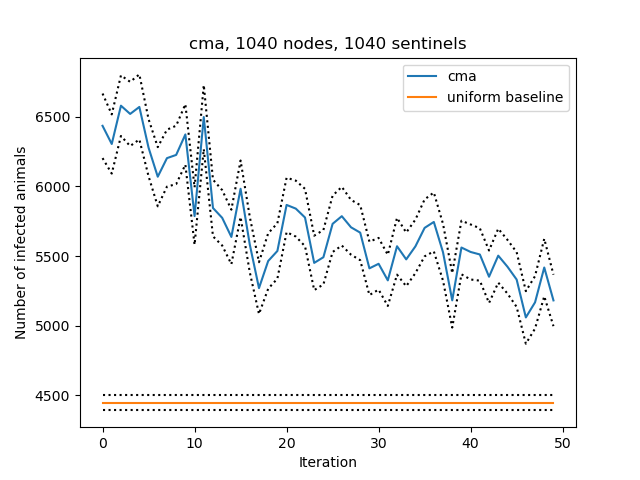 cma, 1040 nodes, 1040 sentinels
cma
uniform baseline
Number of infected animals
6500
6000
5500
5000
4500
0 10 20 30 40 50
Iteration